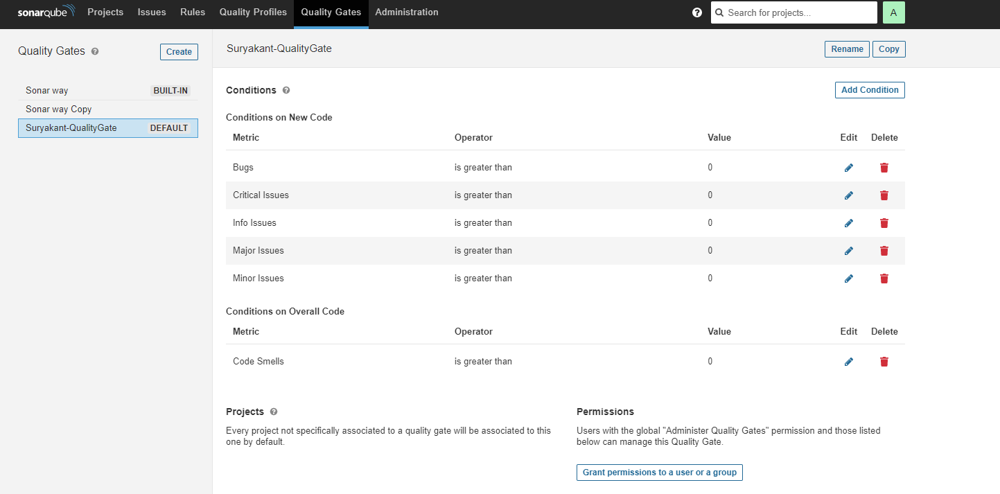 sonarqube Projects Issues Rules Quality Profiles Quality Gates Administration ? Search for projects... A
Quality Gates ? Create
Sonar way BUILT-IN
Sonar way Copy
Suryakant-QualityGate DEFAULT
Suryakant-QualityGate Rename Copy
Conditions ? Add Condition
Conditions on New Code
Metric Operator Value Edit Delete
Bugs is greater than 0
Critical Issues is greater than 0
Info Issues is greater than 0
Major Issues is greater than 0
Minor Issues is greater than 0
Conditions on Overall Code
Metric Operator Value Edit Delete
Code Smells is greater than 0
Projects ?
Every project not specifically associated to a quality gate will be associated to this
one by default.
Permissions
Users with the global "Administer Quality Gates" permission and those listed
below can manage this Quality Gate.
Grant permissions to a user or a group